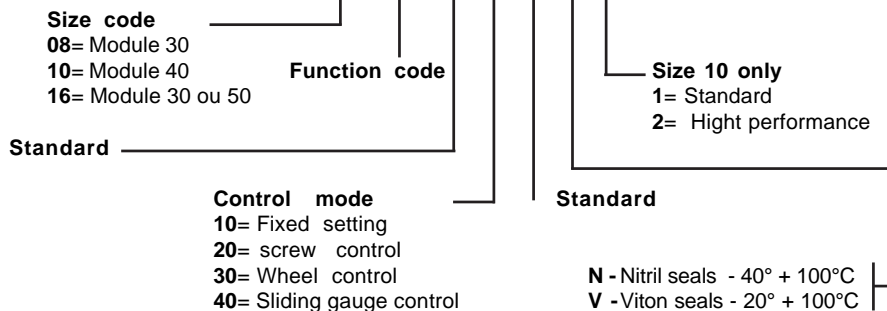 Size code
08= Module 30
10= Module 40
16= Module 30 ou 50
Function code
Size 10 only
1= Standard
2= Hight performance
Standard
Control mode
10= Fixed setting
20= screw control
30= Wheel control
40= Sliding gauge control
Standard
N - Nitril seals - 40° + 100°C
V - Viton seals - 20° + 100°C